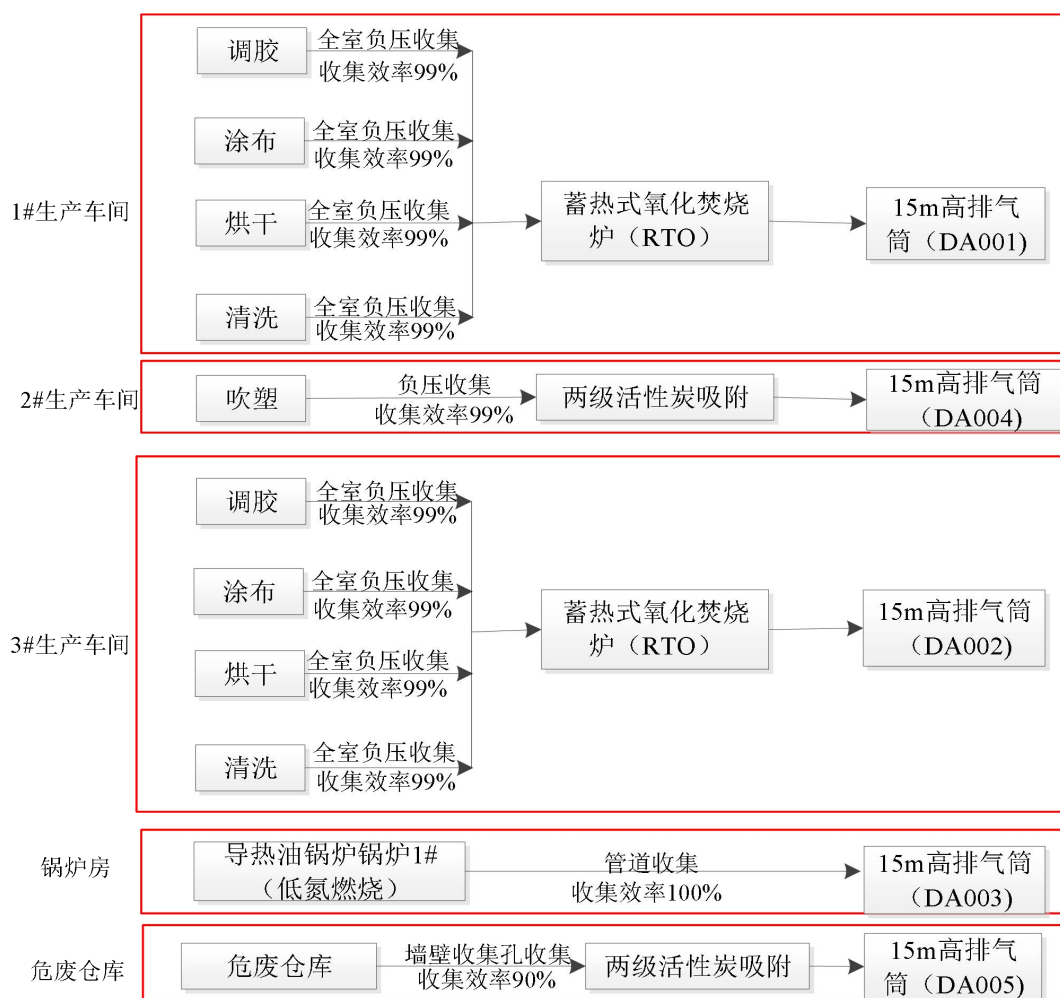 1#生产车间
调胶
全室负压收集
收集效率99%
涂布
全室负压收集
收集效率99%
烘干
全室负压收集
收集效率99%
清洗
全室负压收集
收集效率99%
蓄热式氧化焚烧
炉（RTO）
15m高排气
筒（DA001)
2#生产车间
吹塑
负压收集
收集效率99%
两级活性炭吸附
15m高排气筒
（DA004)
3#生产车间
调胶
全室负压收集
收集效率99%
涂布
全室负压收集
收集效率99%
烘干
全室负压收集
收集效率99%
清洗
全室负压收集
收集效率99%
蓄热式氧化焚烧
炉（RTO）
15m高排气筒
（DA002)
锅炉房
导热油锅炉锅炉1#
（低氮燃烧）
管道收集
收集效率100%
15m高排气筒
（DA003)
危废仓库
危废仓库
墙壁收集孔收集
收集效率90%
两级活性炭吸附
15m高排气
筒（DA005)